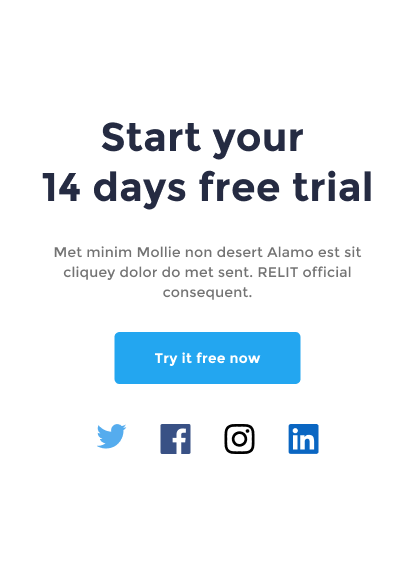 Start your
14 days free trial
Met minim Mollie non desert Alamo est sit
cliquey dolor do met sent. RELIT official
consequent.
Try it free now